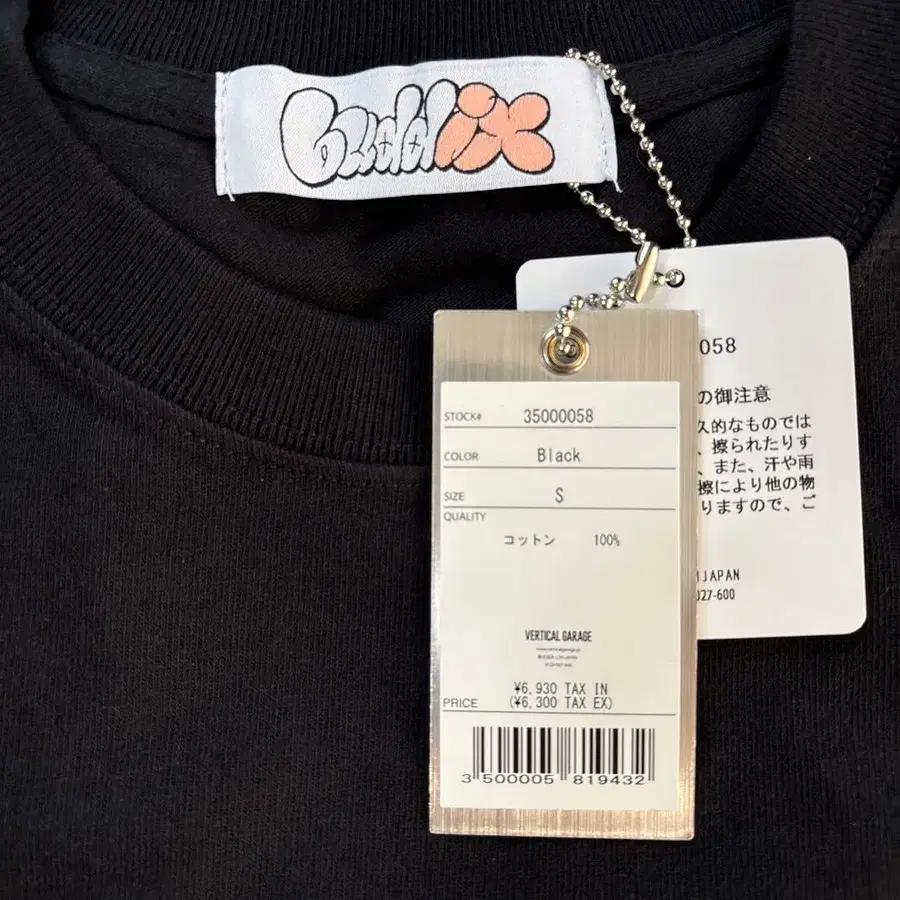 buddix
STOCK# 35000058
COLOR Black
SIZE S
QUALITY
コットン 100%
VERTICAL GARAGE
¥6,930 TAX IN
PRICE (¥6,300 TAX EX)
3 500005 819432
058
の御注意
久的なものでは
、擦られたりす
、また、汗や雨
擦により他の物
りますので、ご
JAPAN
027-600